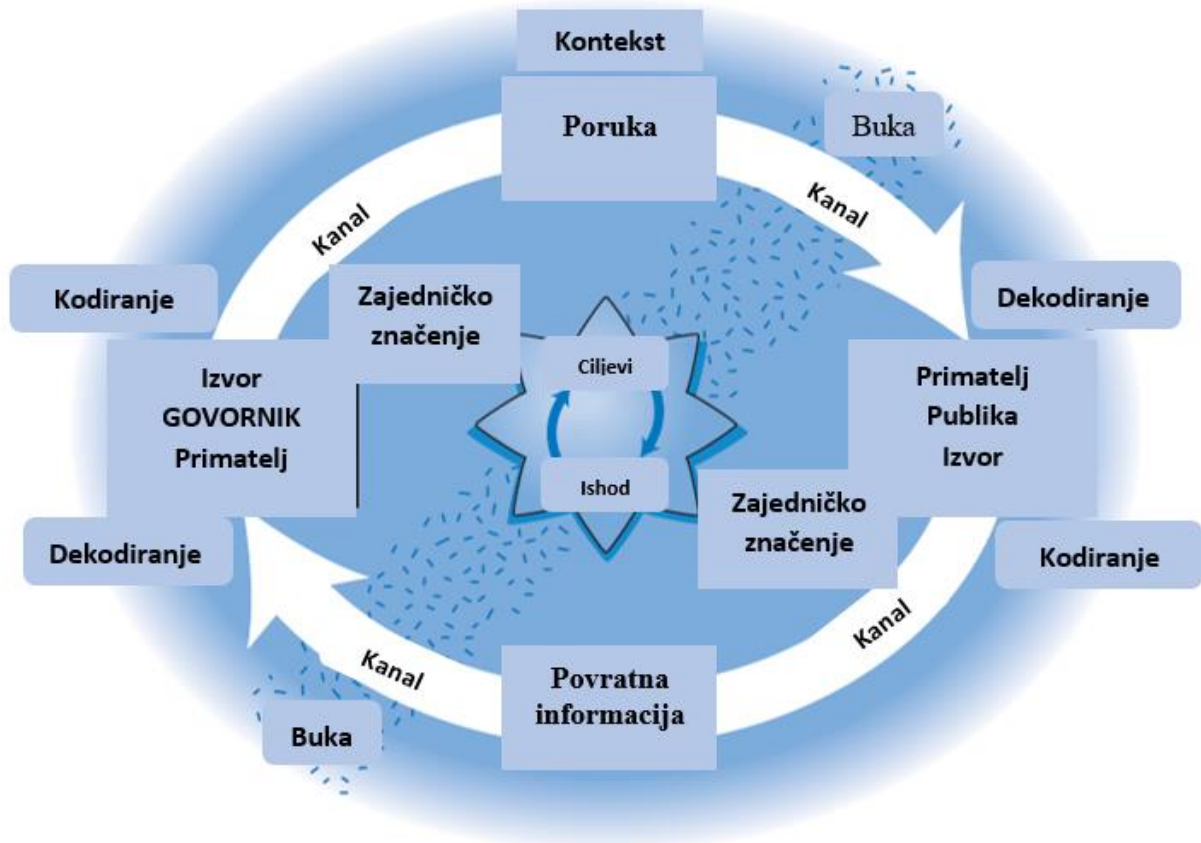 Kontekst
Poruka
Buka
Kanal
Kanal
Kodiranje
Zajedničko
značenje
Dekodiranje
Ciljevi
Izvor
GOVORNIK
Primatelj
Primatelj
Publika
Izvor
Ishod
Zajedničko
značenje
Dekodiranje
Kodiranje
Kanal
Kanal
Povratna
informacija
Buka